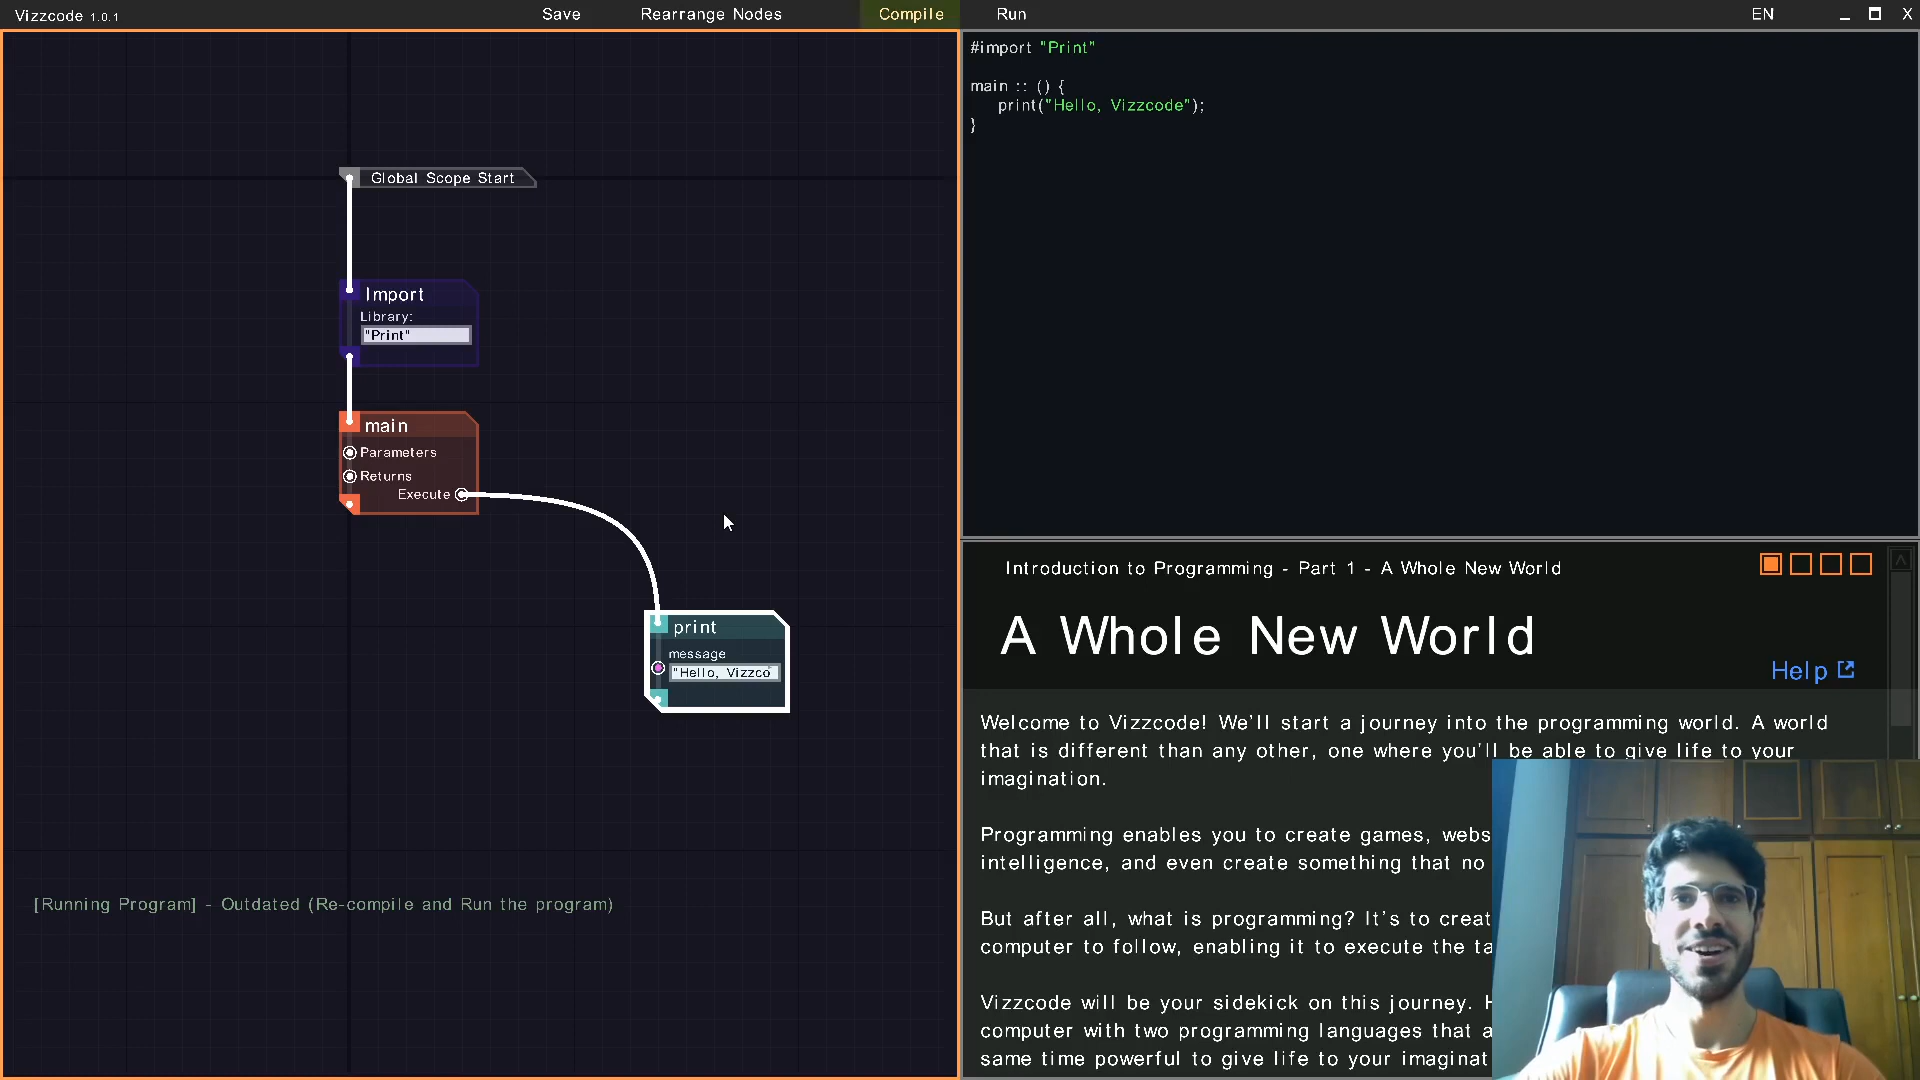 Vizzcode 1.0.1
Save
Rearrange Nodes
Compile
Run
EN
X
Global Scope Start
Import
Library:
"Print"
main
Parameters
Returns
Execute
print
message
"Hello, Vizzco
[Running Program] - Outdated (Re-compile and Run the program)
#import "Print"
main :: () {
print("Hello, Vizzcode");
}
Introduction to Programming - Part 1 - A Whole New World
A Whole New World
Help
Welcome to Vizzcode! We'll start a journey into the programming world. A world
that is different than any other, one where you'll be able to give life to your
imagination.
Programming enables you to create games, webs
intelligence, and even create something that no
But after all, what is programming? It's to creat
computer to follow, enabling it to execute the ta
Vizzcode will be your sidekick on this journey. H
computer with two programming languages that a
same time powerful to give life to your imaginat